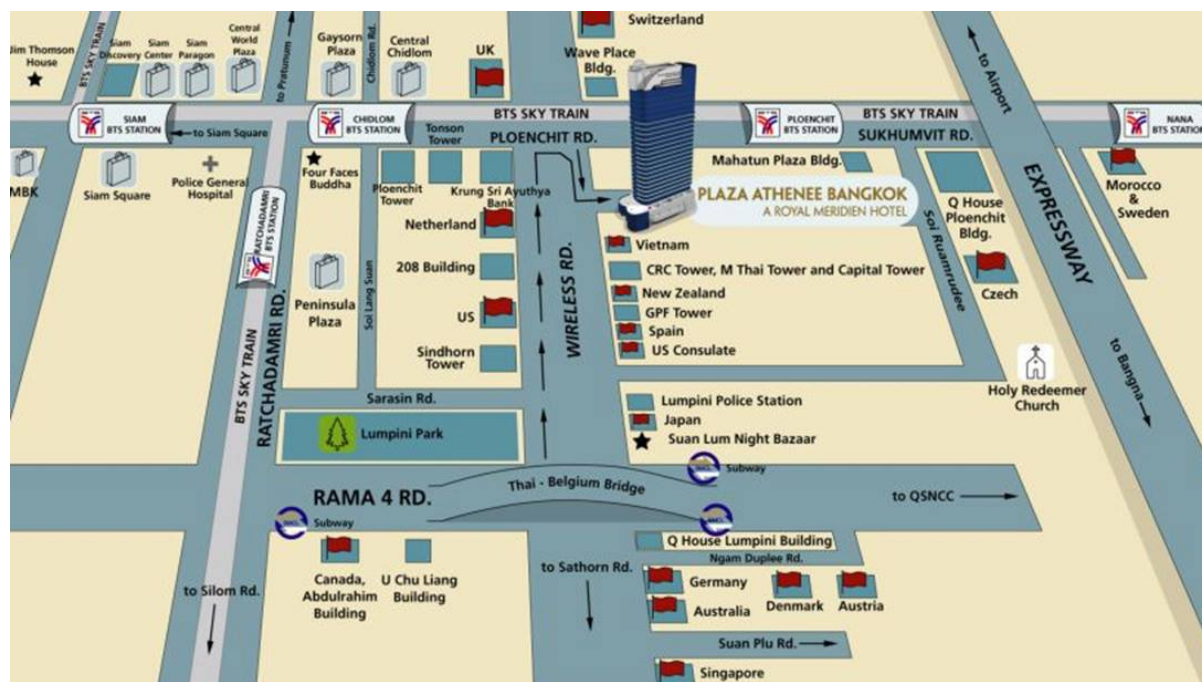 Switzerland
Jim Thomson
House
BTS SKY TRAIN
Siam
Discovery
Siam
Center
Siam
Paragon
Central
World
Plaza
to Pratunum
Gaysorn
Plaza
Chidlom Rd.
Central
Chidlom
UK
Wave Place
Bldg.
to Airport
SIAM
BTS STATION
to Siam Square
CHIDLOM
BTS STATION
BTS SKY TRAIN
Tonson
Tower
PLOENCHIT RD.
PLOENCHIT
BTS STATION
BTS SKY TRAIN
SUKHUMVIT RD.
NANA
BTS STATION
MBK
Siam Square
Police General
Hospital
Four Faces
Buddha
Ploenchit
Tower
Krung Sri Ayuthya
Bank
Mahatun Plaza Bldg.
PLAZA ATHENEE BANGKOK
A ROYAL MERIDIEN HOTEL
Q House
Ploenchit
Bldg.
EXPRESSWAY
Morocco
&
Sweden
RATCHADAMRI
BTS STATION
Netherland
Vietnam
208 Building
CRC Tower, M Thai Tower and Capital Tower
Soi Ruamrudee
Czech
Peninsula
Plaza
Soi Lang Suan
New Zealand
US
GPF Tower
WIRELESS RD.
Spain
Sindhorn
Tower
US Consulate
BTS SKY TRAIN
RATCHADAMRI RD.
Sarasin Rd.
Holy Redeemer
Church
to Bangna
Lumpini Police Station
Japan
Lumpini Park
Suan Lum Night Bazaar
Subway
Thai - Belgium Bridge
RAMA 4 RD.
to QSNCC
Subway
Q House Lumpini Building
Ngam Duplee Rd.
to Silom Rd.
Canada,
Abdulrahim
Building
U Chu Liang
Building
to Sathorn Rd.
Germany
Denmark
Austria
Australia
Suan Plu Rd.
Singapore